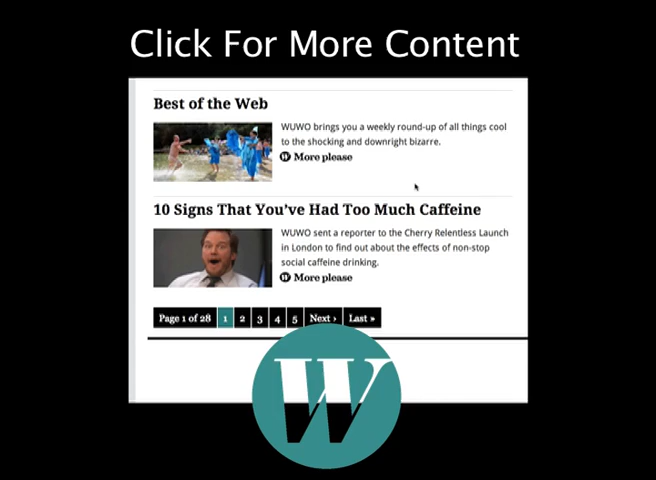 Click For More Content
Best of the Web
WUWO brings you a weekly round-up of all things cool
to the shocking and downright bizarre.
W More please
10 Signs That You've Had Too Much Caffeine
WUWO sent a reporter to the Cherry Relentless Launch
in London to find out about the effects of non-stop
social caffeine drinking.
W More please
Page 1 of 28 1 2 3 4 5 Next › Last »
W